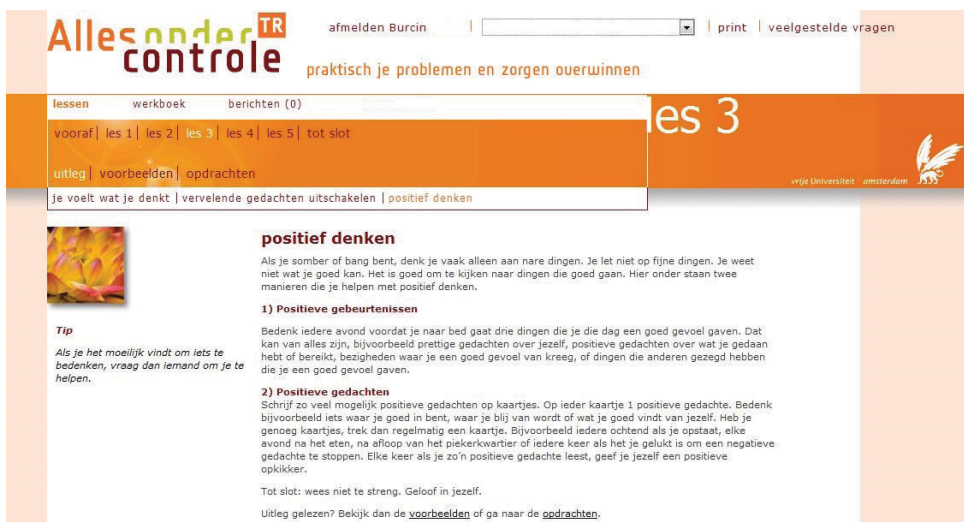 Alles onder TR
controle
afmelden Burcin | | print | veelgestelde vragen
praktisch je problemen en zorgen overwinnen
lessen werkboek berichten (0)
les 3
vooraf | les 1 | les 2 | les 3 | les 4 | les 5 | tot slot
uitleg | voorbeelden | opdrachten
vrije Universiteit amsterdam
je voelt wat je denkt | vervelende gedachten uitschakelen | positief denken
positief denken
Als je somber of bang bent, denk je vaak alleen aan nare dingen. Je let niet op fijne dingen. Je weet
niet wat je goed kan. Het is goed om te kijken naar dingen die goed gaan. Hier onder staan twee
manieren die je helpen met positief denken.
1) Positieve gebeurtenissen
Bedenk iedere avond voordat je naar bed gaat drie dingen die je die dag een goed gevoel gaven. Dat
kan van alles zijn, bijvoorbeeld prettige gedachten over jezelf, positieve gedachten over wat je gedaan
hebt of bereikt, bezigheden waar je een goed gevoel van kreeg, of dingen die anderen gezegd hebben
die je een goed gevoel gaven.
2) Positieve gedachten
Schrijf zo veel mogelijk positieve gedachten op kaartjes. Op ieder kaartje 1 positieve gedachte. Bedenk
bijvoorbeeld iets waar je goed in bent, waar je blij van wordt of wat je goed vindt van jezelf. Heb je
genoeg kaartjes, trek dan regelmatig een kaartje. Bijvoorbeeld iedere ochtend als je opstaat, elke
avond na het eten, na afloop van het piekerkwartier of iedere keer als het je gelukt is om een negatieve
gedachte te stoppen. Elke keer als je zo'n positieve gedachte leest, geef je jezelf een positieve
opkikker.
Tot slot: wees niet te streng. Geloof in jezelf.
Uitleg gelezen? Bekijk dan de voorbeelden of ga naar de opdrachten.
Tip
Als je het moeilijk vindt om iets te
bedenken, vraag dan iemand om je te
helpen.